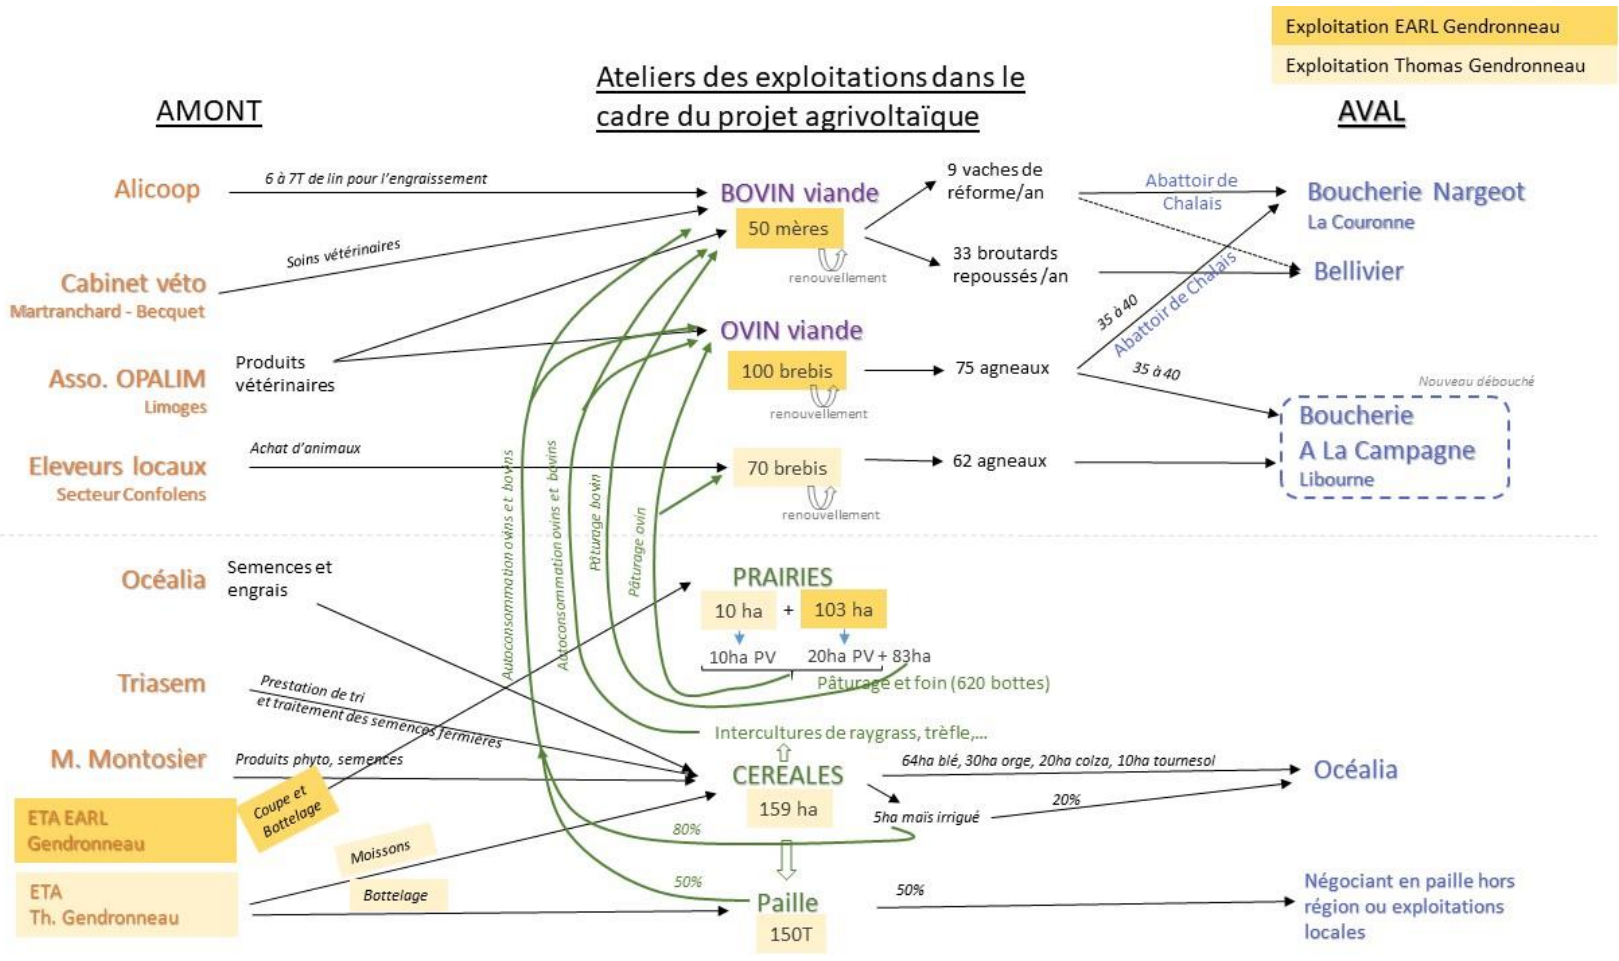 Exploitation EARL Gendronneau
Exploitation Thomas Gendronneau
Ateliers des exploitations dans le
cadre du projet agrivoltaïque
AMONT
AVAL
Alicoop
6 à 7T de lin pour l'engraissement
BOVIN viande
50 mères
renouvellement
9 vaches de
réforme/an
33 broutards
repoussés/an
Abattoir de
Chalais
Boucherie Nargeot
La Couronne
Bellivier
Cabinet véto
Martranchard - Becquet
Soins vétérinaires
35 à 40
Abattoir de Chalais
OVIN viande
100 brebis
renouvellement
75 agneaux
35 à 40
Nouveau débouché
Boucherie
A La Campagne
Libourne
Asso. OPALIM
Limoges
Produits
vétérinaires
Eleveurs locaux
Secteur Confolens
Achat d'animaux
70 brebis
renouvellement
62 agneaux
Autoconsommation ovins et bovins
Autoconsommation ovins et bovins
Pâturage bovin
Pâturage ovin
Océalia
Semences et
engrais
PRAIRIES
10 ha + 103 ha
10ha PV 20ha PV + 83ha
Pâturage et foin (620 bottes)
Triasem
Prestation de tri
et traitement des semences fermières
Intercultures de raygrass, trèfle,...
M. Montosier
Produits phyto, semences
CEREALES
159 ha
64ha blé, 30ha orge, 20ha colza, 10ha tournesol
Océalia
5ha maïs irrigué
20%
80%
ETA EARL
Gendronneau
Coupe et
Bottelage
ETA
Th. Gendronneau
Moissons
Bottelage
50%
Paille
150T
50%
Négociant en paille hors
région ou exploitations
locales